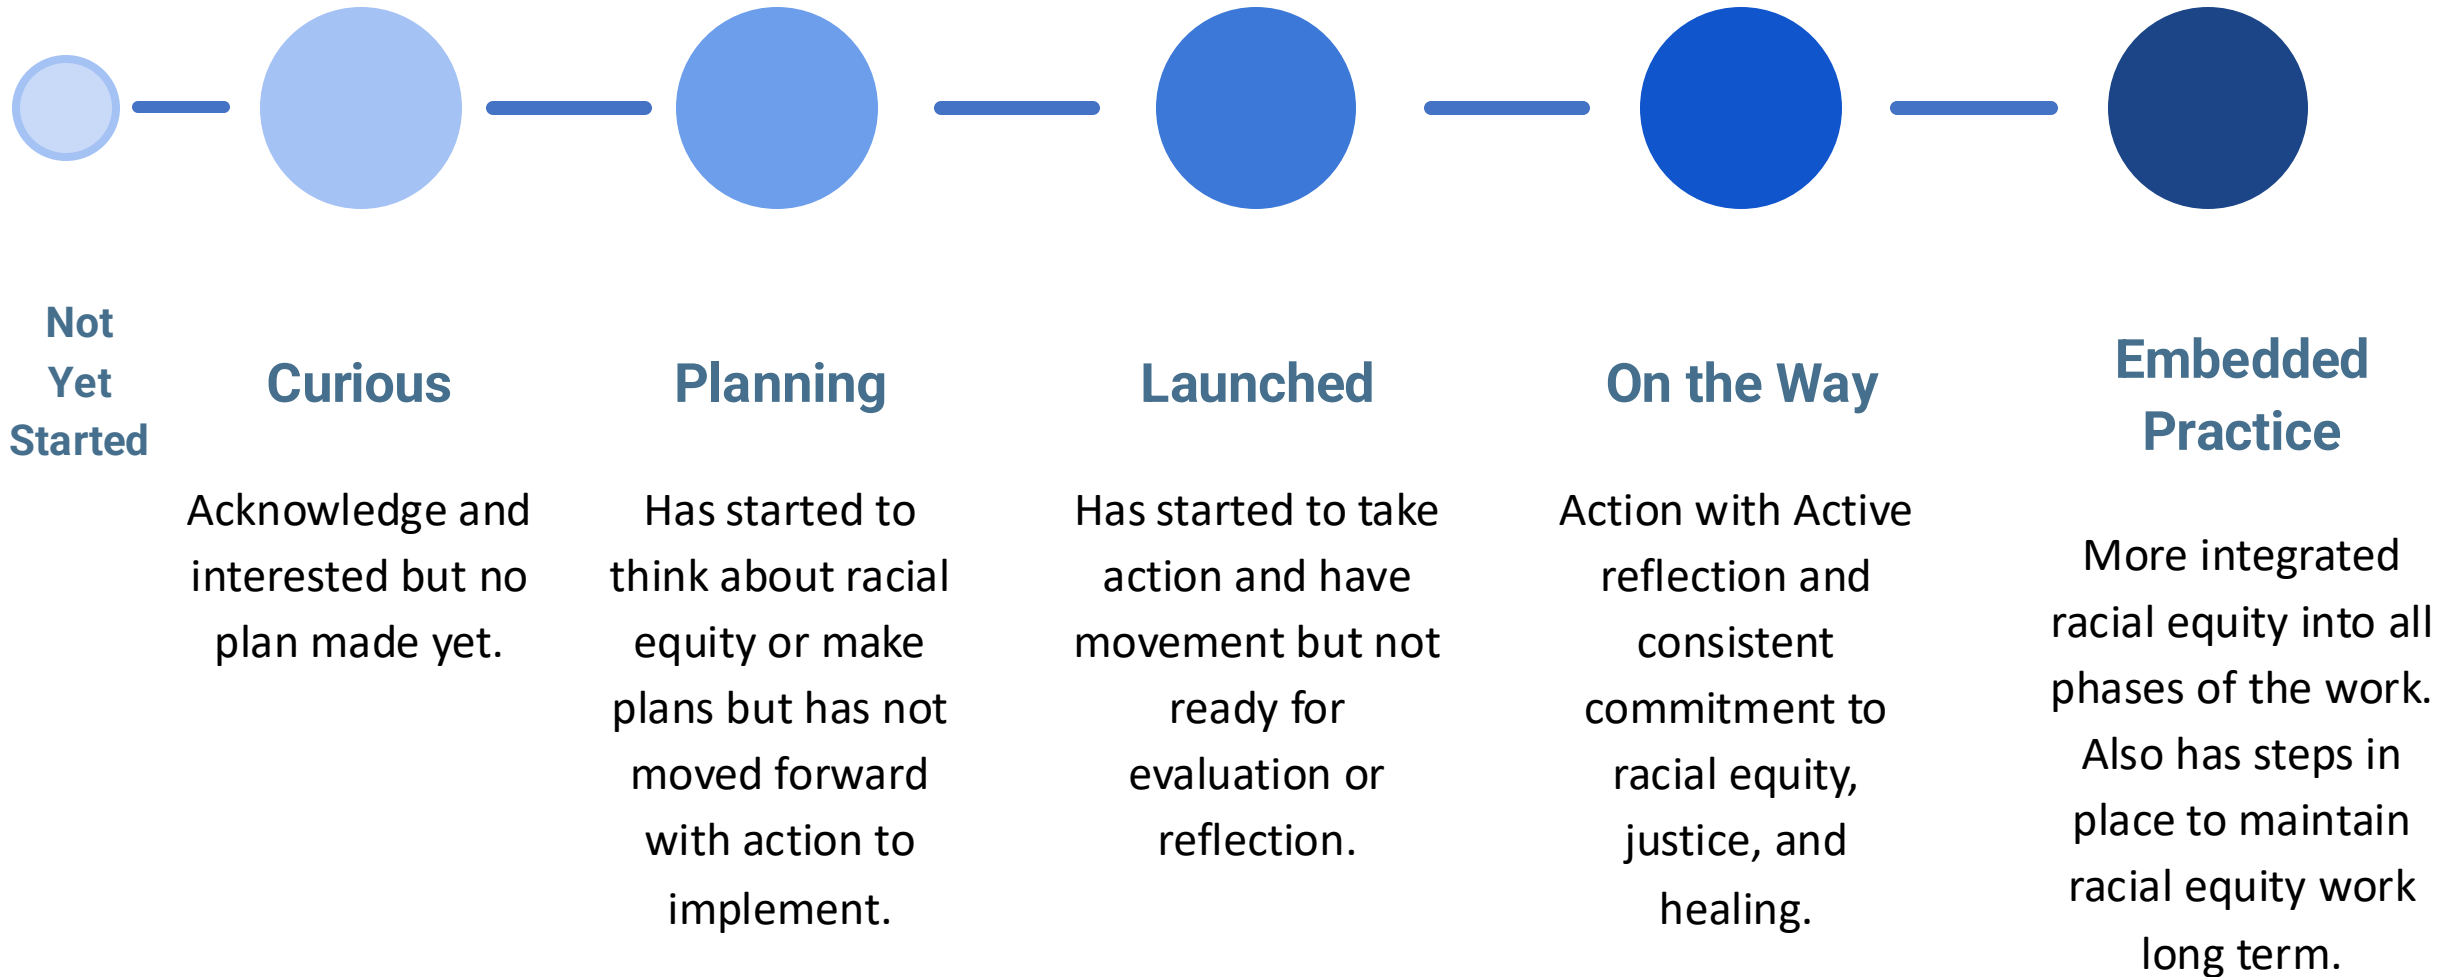 Not
Yet
Started
Curious
Acknowledge and
interested but no
plan made yet.
Planning
Has started to
think about racial
equity or make
plans but has not
moved forward
with action to
implement.
Launched
Has started to take
action and have
movement but not
ready for
evaluation or
reflection.
On the Way
Action with Active
reflection and
consistent
commitment to
racial equity,
justice, and
healing.
Embedded
Practice
More integrated
racial equity into all
phases of the work.
Also has steps in
place to maintain
racial equity work
long term.